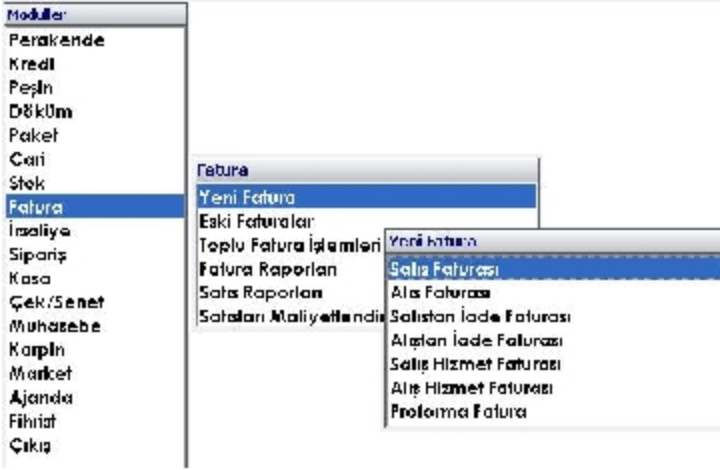 Modüller
Perakende
Kredi
Peşin
Döküm
Paket
Cari
Stok
Fatura
İrsaliye
Sipariş
Kasa
Çek/Senet
Muhasebe
Karpin
Market
Ajanda
Fihrist
Çıkış
Fatura
Yeni Fatura
Eski Faturalar
Toplu Fatura İşlemleri
Fatura Raporları
Satış Raporları
Satışları Maliyetlendir
Yeni Fatura
Satış Faturası
Alış Faturası
Satıştan İade Faturası
Alıştan İade Faturası
Satış Hizmet Faturası
Alış Hizmet Faturası
Proforma Fatura